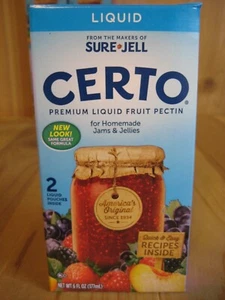 LIQUID
FROM THE MAKERS OF
SURE-JELL
CERTO®
PREMIUM LIQUID FRUIT PECTIN
for Homemade
Jams & Jellies
NEW LOOK!
SAME GREAT
FORMULA
2
LIQUID
POUCHES
INSIDE
America's
Original
SINCE 1934
Quick & Easy
RECIPES
INSIDE
NET WT 6 FL OZ (177ml)